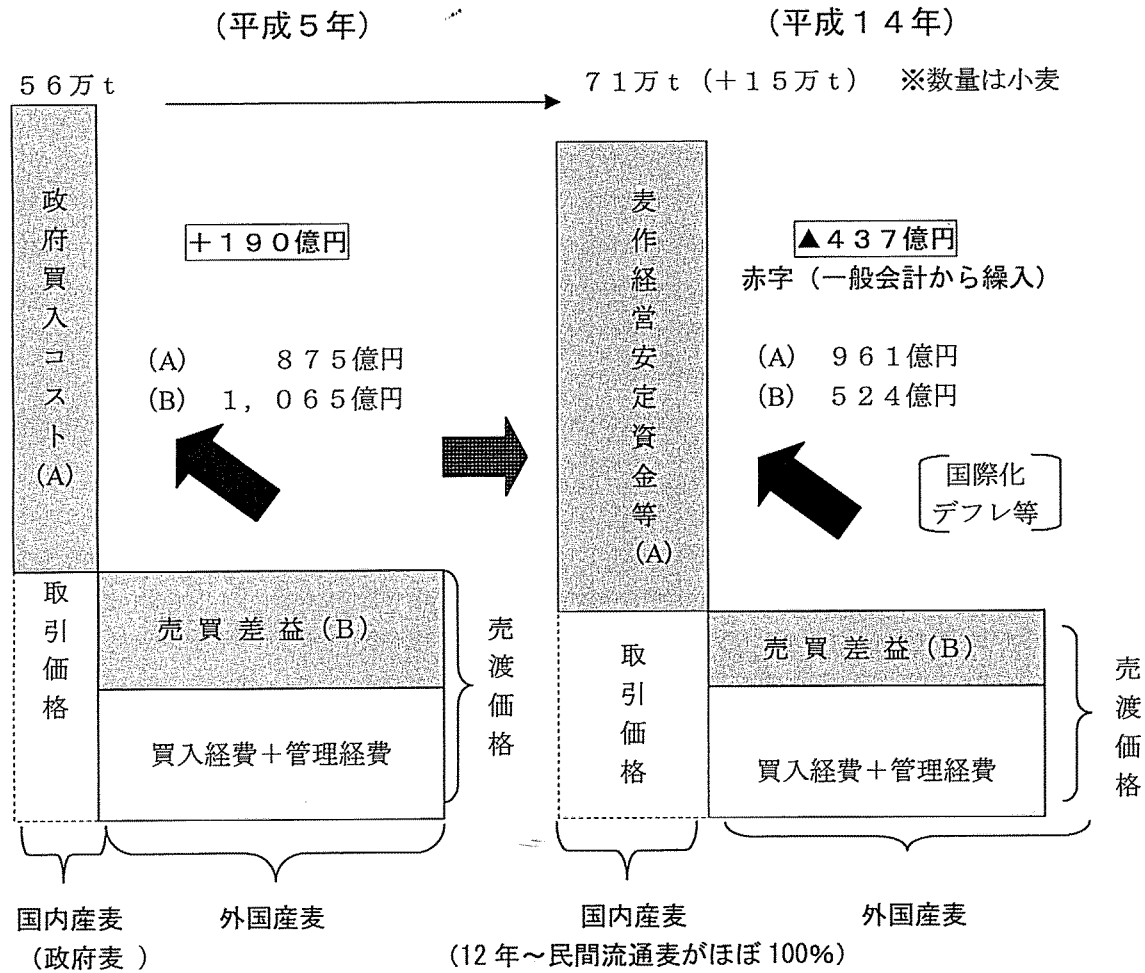 (平成5年)
56万t
政府買入コスト(A)
+190億円
(A) 875億円
(B) 1,065億円
取引価格
売買差益(B)
買入経費+管理経費
売渡価格
国内産麦
(政府麦 )
外国産麦
(平成14年)
71万t(+15万t) ※数量は小麦
麦作経営安定資金等(A)
▲437億円
赤字(一般会計から繰入)
(A) 961億円
(B) 524億円
国際化
デフレ等
取引価格
売買差益(B)
買入経費+管理経費
売渡価格
国内産麦
外国産麦
(12年～民間流通麦がほぼ100%)